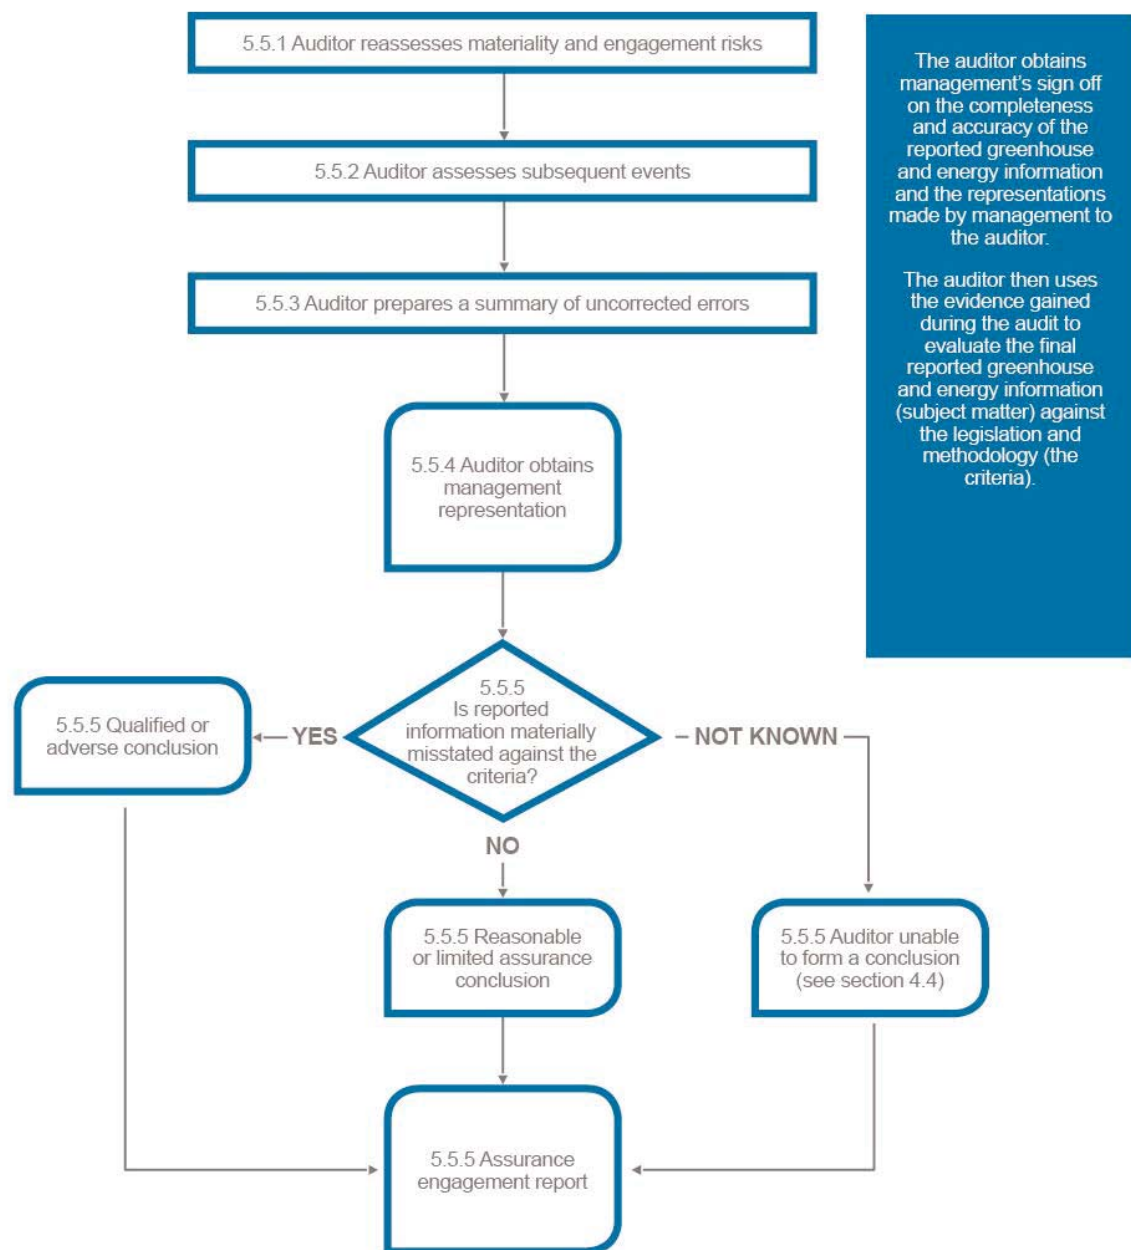 5.5.1 Auditor reassesses materiality and engagement risks
5.5.2 Auditor assesses subsequent events
5.5.3 Auditor prepares a summary of uncorrected errors
5.5.4 Auditor obtains
management
representation
5.5.5
Is reported
information materially
misstated against the
criteria?
YES
5.5.5 Qualified or
adverse conclusion
NOT KNOWN
NO
5.5.5 Reasonable
or limited assurance
conclusion
5.5.5 Auditor unable
to form a conclusion
(see section 4.4)
5.5.5 Assurance
engagement report
The auditor obtains
management’s sign off
on the completeness
and accuracy of the
reported greenhouse
and energy information
and the representations
made by management to
the auditor.
The auditor then uses
the evidence gained
during the audit to
evaluate the final
reported greenhouse
and energy information
(subject matter) against
the legislation and
methodology (the
criteria).